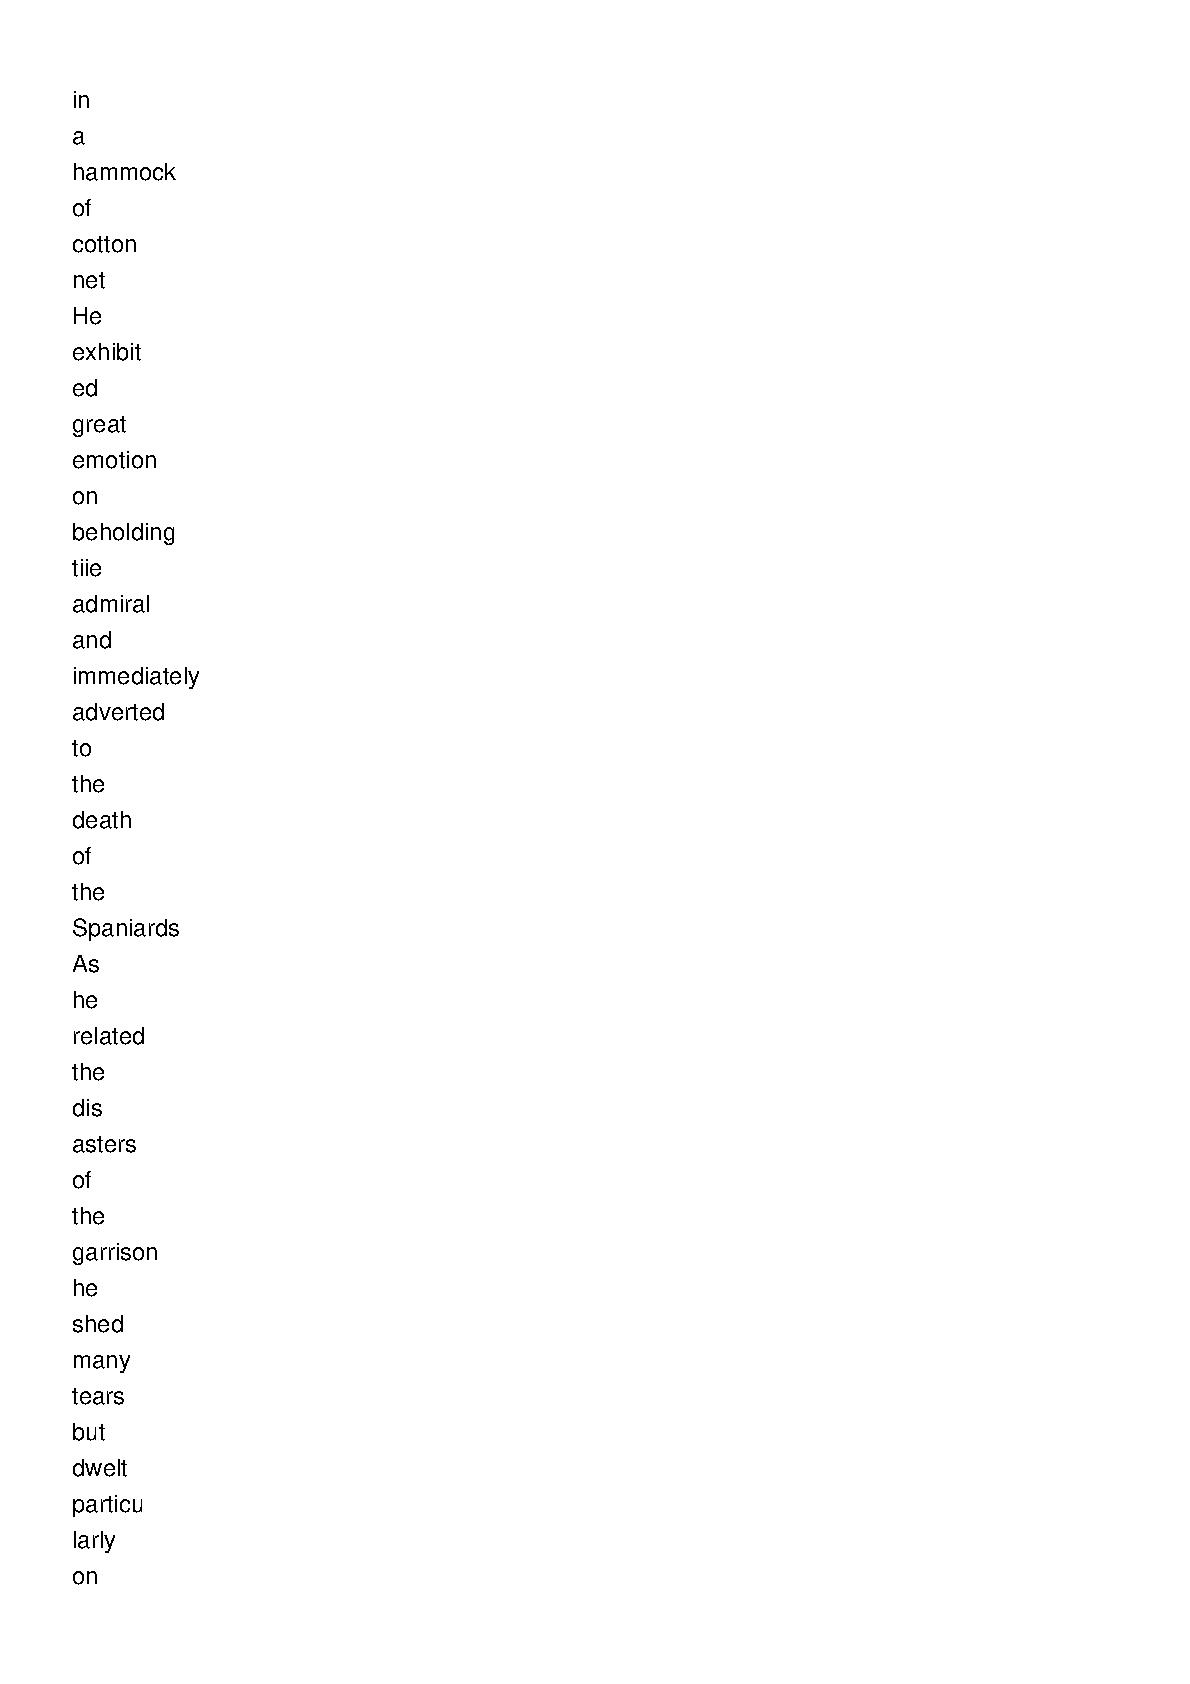 in
a
hammock
of
cotton
net
He
exhibit
ed
great
emotion
on
beholding
tiie
admiral
and
immediately
adverted
to
the
death
of
the
Spaniards
As
he
related
the
dis
asters
of
the
garrison
he
shed
many
tears
but
dwelt
particu
larly
on